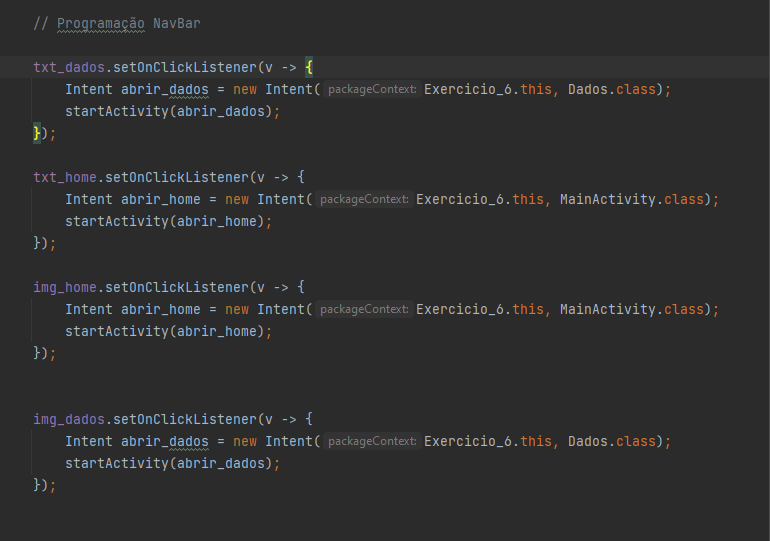 // Programação NavBar
txt_dados.setOnClickListener(v -> {
Intent abrir_dados = new Intent( packageContext: Exercicio_6.this, Dados.class);
startActivity(abrir_dados);
});
txt_home.setOnClickListener(v -> {
Intent abrir_home = new Intent( packageContext: Exercicio_6.this, MainActivity.class);
startActivity(abrir_home);
});
img_home.setOnClickListener(v -> {
Intent abrir_home = new Intent( packageContext: Exercicio_6.this, MainActivity.class);
startActivity(abrir_home);
});
img_dados.setOnClickListener(v -> {
Intent abrir_dados = new Intent( packageContext: Exercicio_6.this, Dados.class);
startActivity(abrir_dados);
});